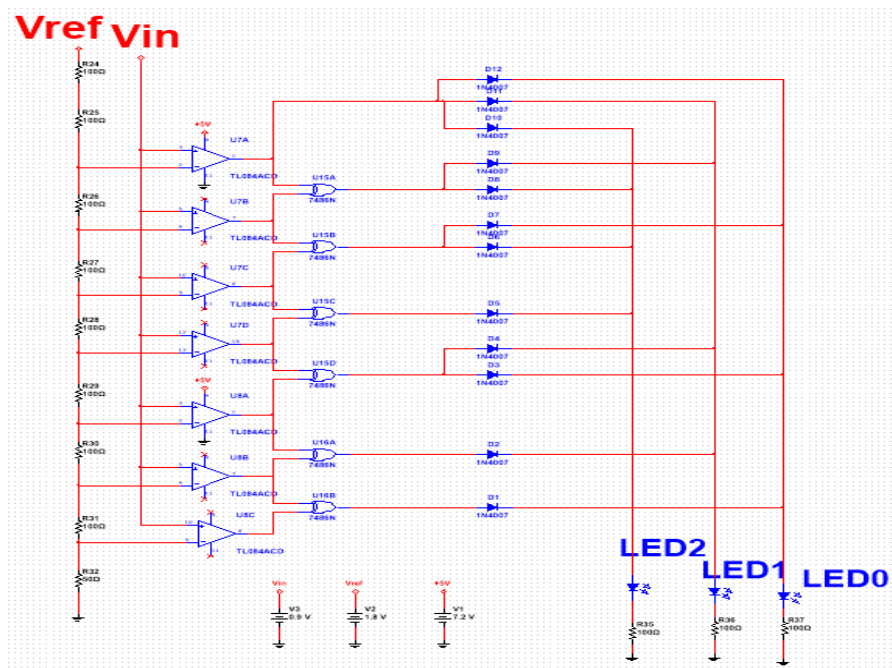 Vref Vin
R24
100Ω
R25
100Ω
R26
100Ω
R27
100Ω
R28
100Ω
R29
100Ω
R30
100Ω
R31
100Ω
R32
50Ω
+5V
U7A
TL084ACD
U7B
TL084ACD
U7C
TL084ACD
U7D
TL084ACD
+5V
U8A
TL084ACD
U8B
TL084ACD
U8C
TL084ACD
U15A
7486N
U15B
7486N
U15C
7486N
U15D
7486N
U16A
7486N
U16B
7486N
D12
1N4007
D11
1N4007
D10
1N4007
D9
1N4007
D8
1N4007
D7
1N4007
D6
1N4007
D5
1N4007
D4
1N4007
D3
1N4007
D2
1N4007
D1
1N4007
LED2
LED1
LED0
R35
100Ω
R36
100Ω
R37
100Ω
Vin
V3
0.9 V
Vref
V2
1.8 V
+5V
V1
7.2 V